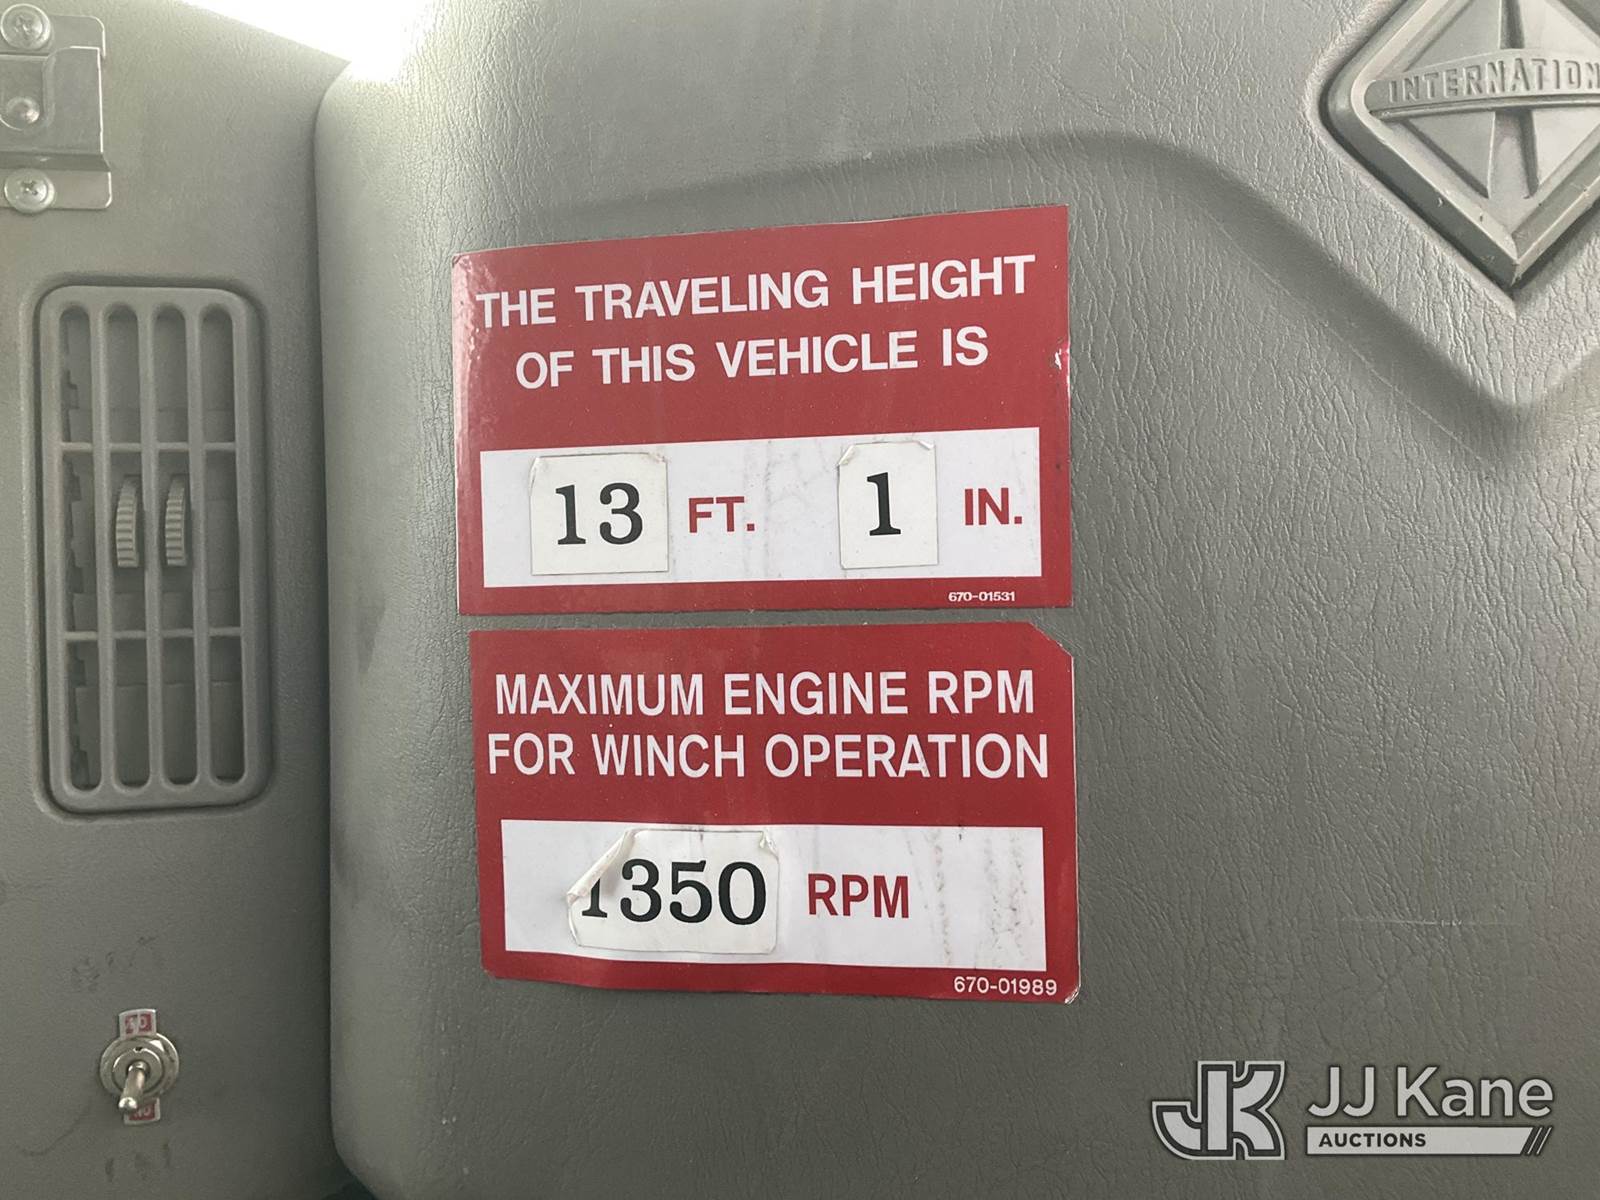 INTERNATION
THE TRAVELING HEIGHT
OF THIS VEHICLE IS
13 FT. 1 IN.
670-01531
MAXIMUM ENGINE RPM
FOR WINCH OPERATION
1350 RPM
670-01989
JJ Kane
AUCTIONS